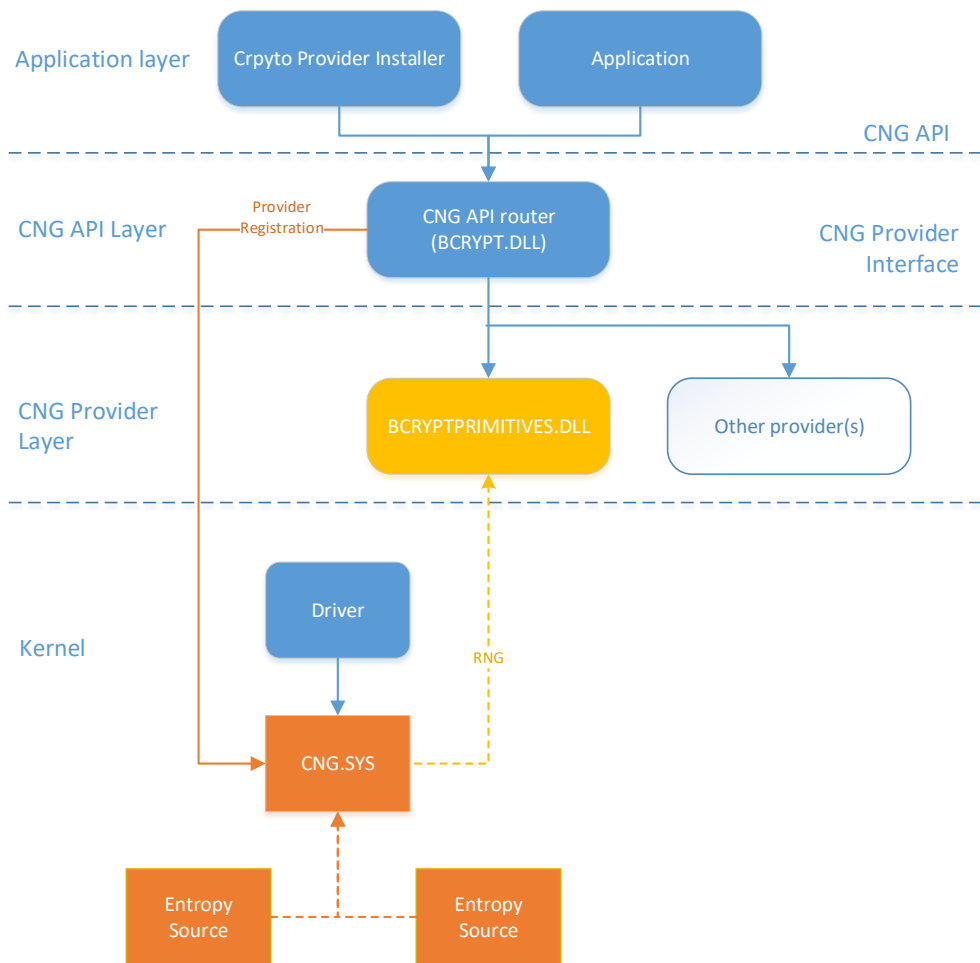 Application layer
Crpyto Provider Installer
Application
CNG API
CNG API Layer
Provider
Registration
CNG API router
(BCRYPT.DLL)
CNG Provider
Interface
CNG Provider
Layer
BCRYPTPRIMITIVES.DLL
Other provider(s)
Kernel
Driver
RNG
CNG.SYS
Entropy
Source
Entropy
Source